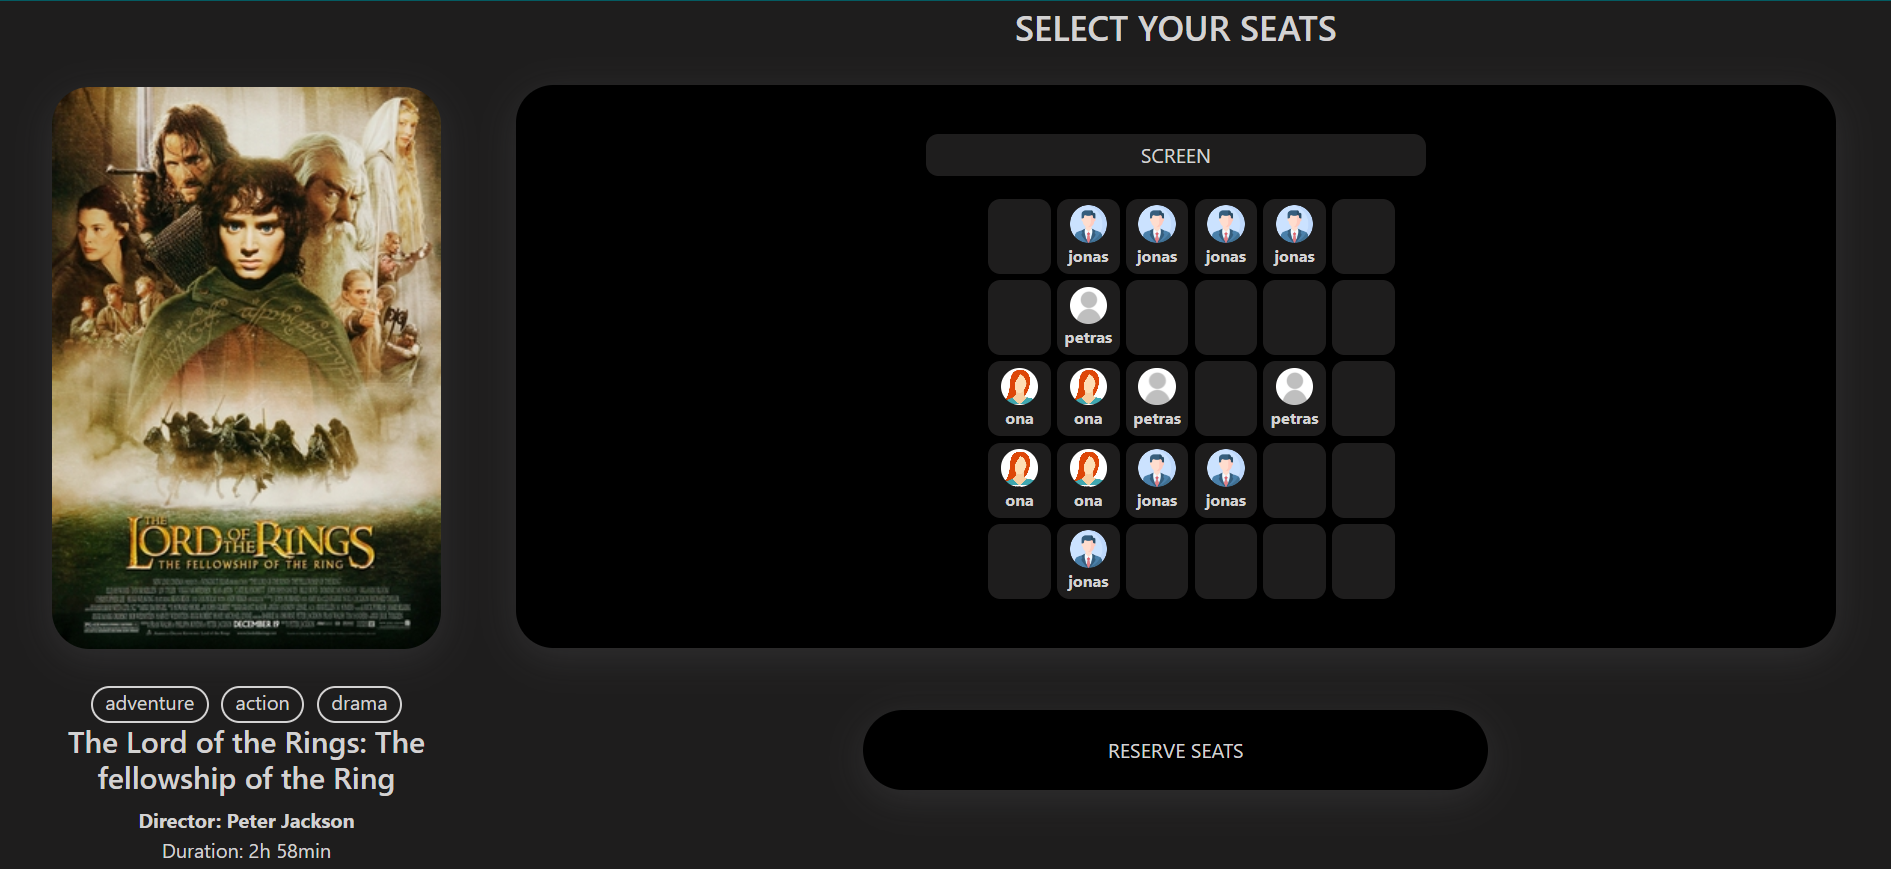 SELECT YOUR SEATS
THE
LORD OF
THE RINGS
THE FELLOWSHIP OF THE RING
DECEMBER 19
adventure action drama
The Lord of the Rings: The
fellowship of the Ring
Director: Peter Jackson
Duration: 2h 58min
SCREEN
jonas jonas jonas jonas
petras
ona ona petras petras
ona ona jonas jonas
jonas
RESERVE SEATS